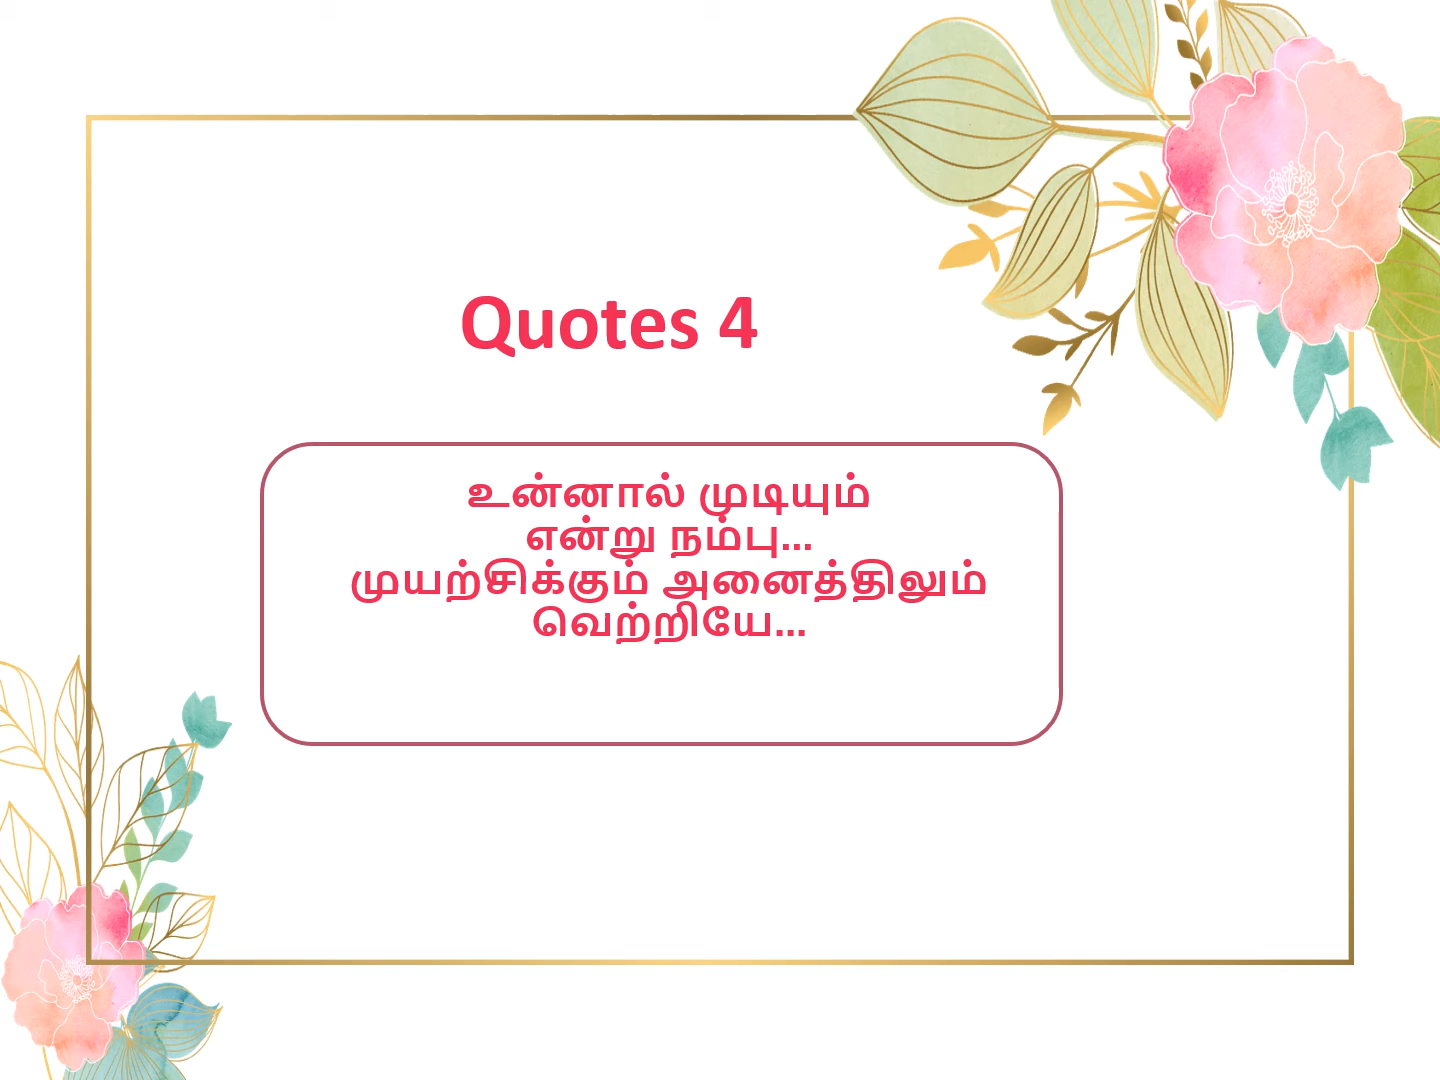 Quotes 4
உன்னால் முடியும்
என்று நம்பு...
முயற்சிக்கும் அனைத்திலும்
வெற்றியே...